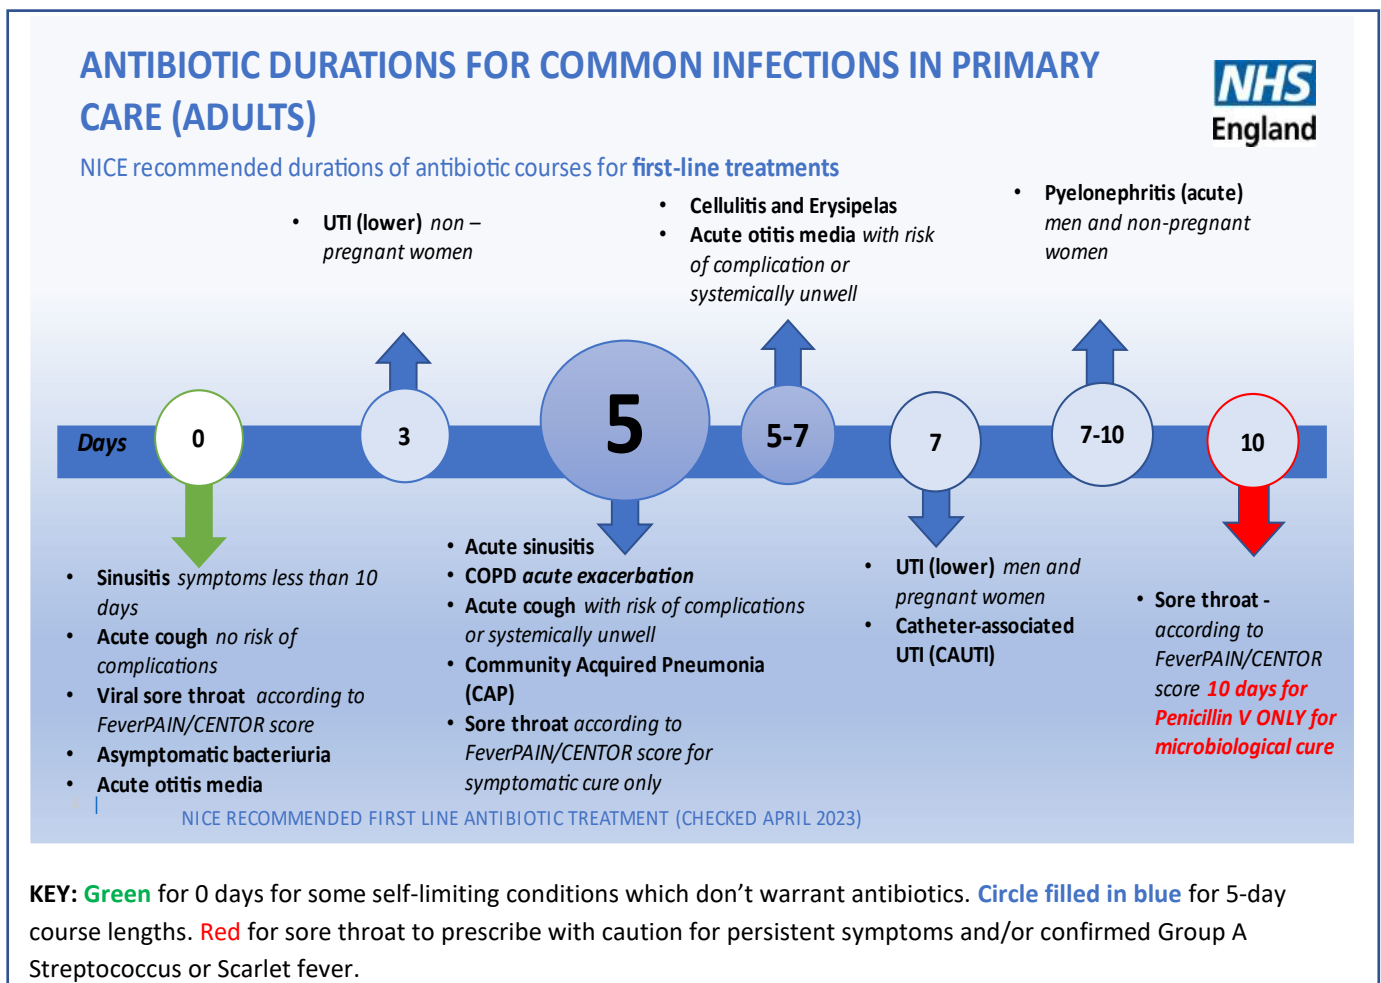 ANTIBIOTIC DURATIONS FOR COMMON INFECTIONS IN PRIMARY
CARE (ADULTS)
NHS
England
NICE recommended durations of antibiotic courses for first-line treatments
• UTI (lower) non –
pregnant women
• Cellulitis and Erysipelas
• Acute otitis media with risk
of complication or
systemically unwell
• Pyelonephritis (acute)
men and non-pregnant
women
Days
0
3
5
5-7
7
7-10
10
• Sinusitis symptoms less than 10
days
• Acute cough no risk of
complications
• Viral sore throat according to
FeverPAIN/CENTOR score
• Asymptomatic bacteriuria
• Acute otitis media
• Acute sinusitis
• COPD acute exacerbation
• Acute cough with risk of complications
or systemically unwell
• Community Acquired Pneumonia
(CAP)
• Sore throat according to
FeverPAIN/CENTOR score for
symptomatic cure only
• UTI (lower) men and
pregnant women
• Catheter-associated
UTI (CAUTI)
• Sore throat -
according to
FeverPAIN/CENTOR
score 10 days for
Penicillin V ONLY for
microbiological cure
NICE RECOMMENDED FIRST LINE ANTIBIOTIC TREATMENT (CHECKED APRIL 2023)
KEY: Green for 0 days for some self-limiting conditions which don’t warrant antibiotics. Circle filled in blue for 5-day
course lengths. Red for sore throat to prescribe with caution for persistent symptoms and/or confirmed Group A
Streptococcus or Scarlet fever.